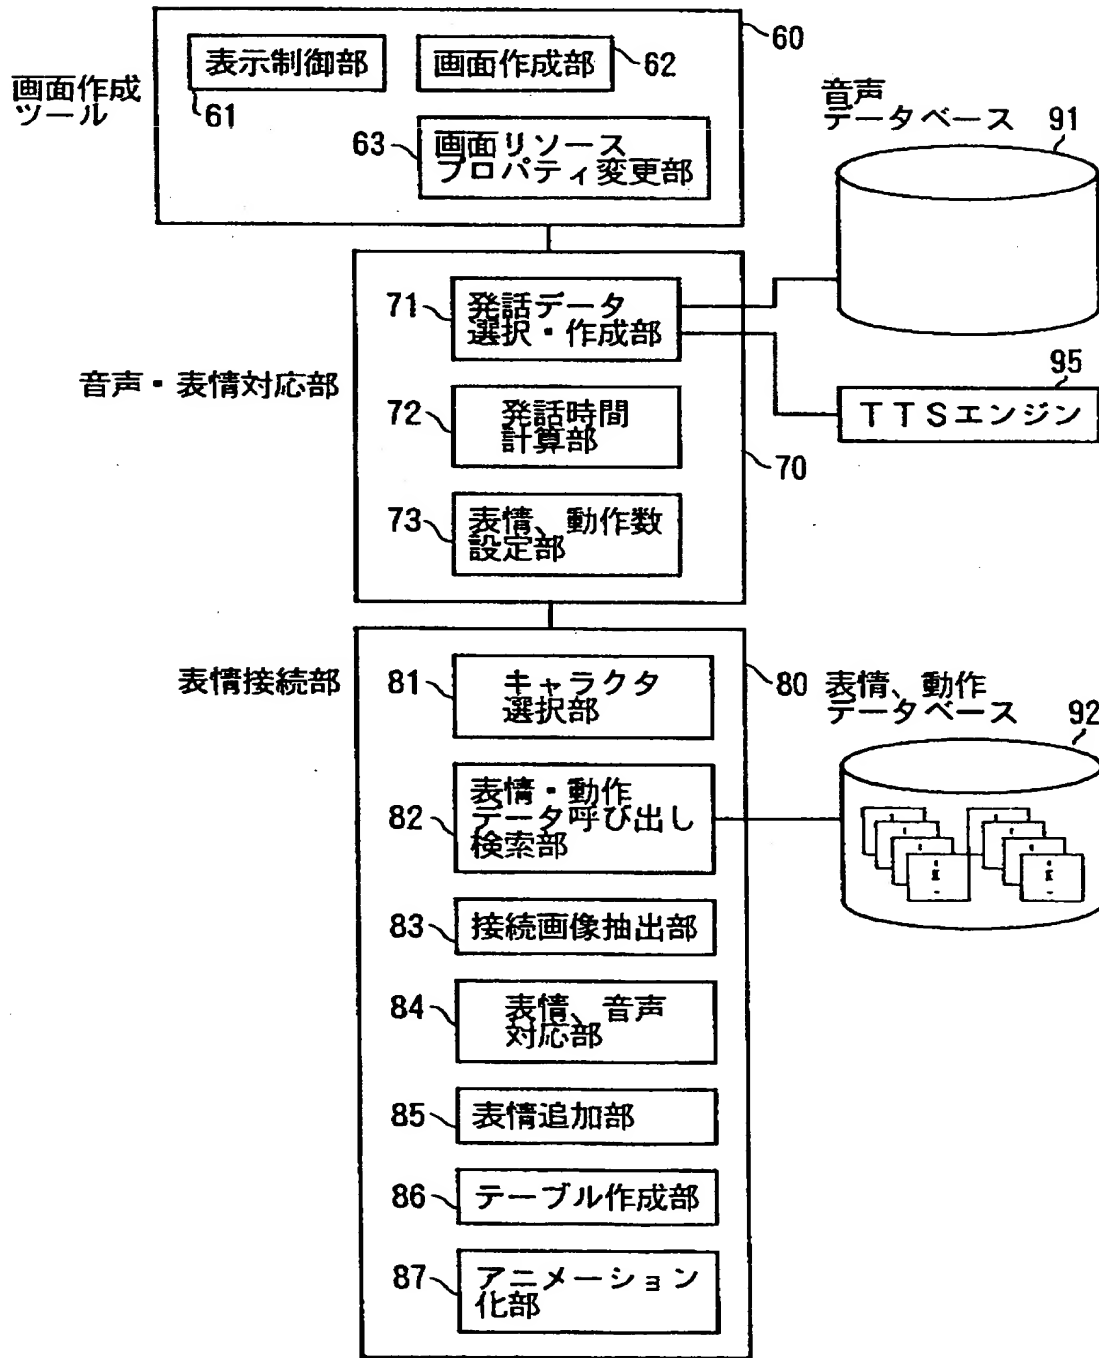 60
表示制御部
61
画面作成部
62
画面作成
ツール
63
画面リソース
プロパティ変更部
音声
データベース
91
71
発話データ
選択・作成部
音声・表情対応部
72
発話時間
計算部
95
TTSエンジン
70
73
表情、動作数
設定部
表情接続部
81
キャラクタ
選択部
80
表情、動作
データベース
92
82
表情・動作
データ呼び出し
検索部
83
接続画像抽出部
84
表情、音声
対応部
85
表情追加部
86
テーブル作成部
87
アニメーション
化部